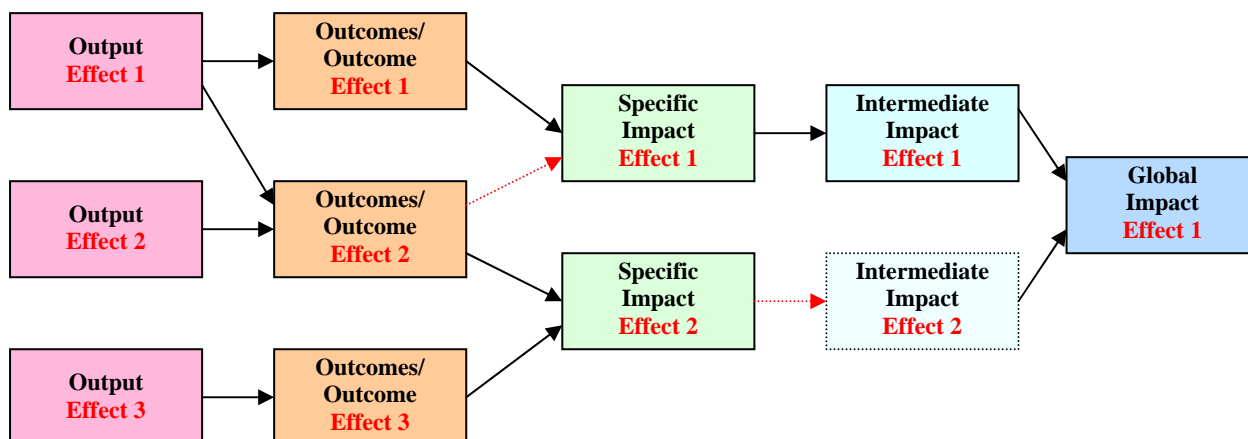 Output
Effect 1
Outcomes/
Outcome
Effect 1
Specific
Impact
Effect 1
Intermediate
Impact
Effect 1
Global
Impact
Effect 1
Output
Effect 2
Outcomes/
Outcome
Effect 2
Specific
Impact
Effect 2
Intermediate
Impact
Effect 2
Output
Effect 3
Outcomes/
Outcome
Effect 3